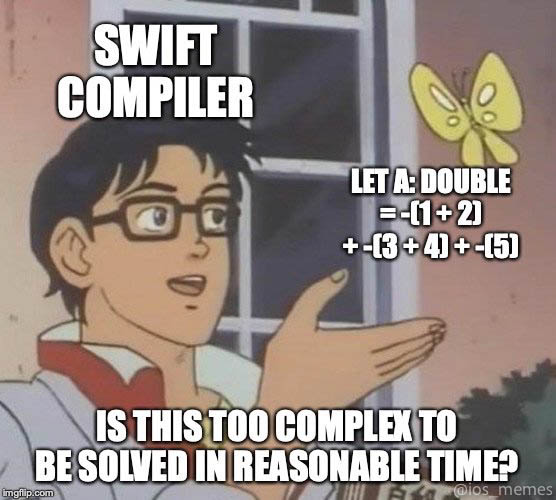 SWIFT
COMPILER
LET A: DOUBLE
= -(1 + 2)
+ -(3 + 4) + -(5)
IS THIS TOO COMPLEX TO
BE SOLVED IN REASONABLE TIME?
imgflip.com
@ios_memes